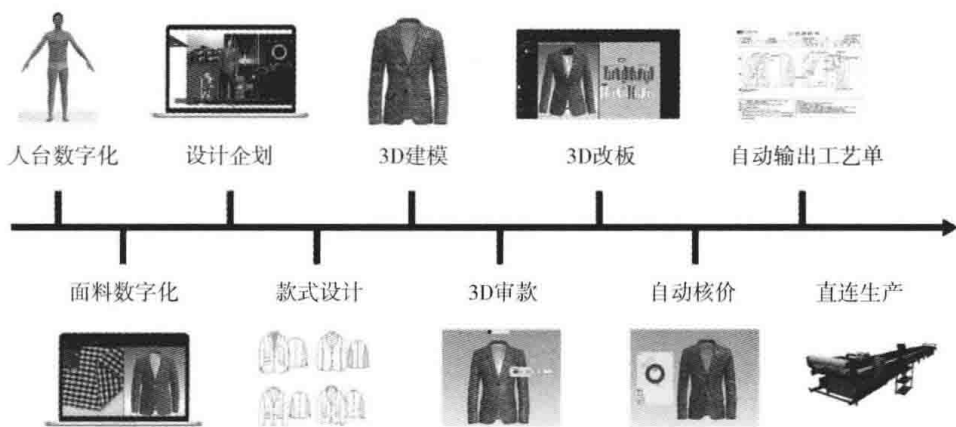 人台数字化
设计企划
3D建模
3D改板
自动输出工艺单
面料数字化
款式设计
3D审款
自动核价
直连生产